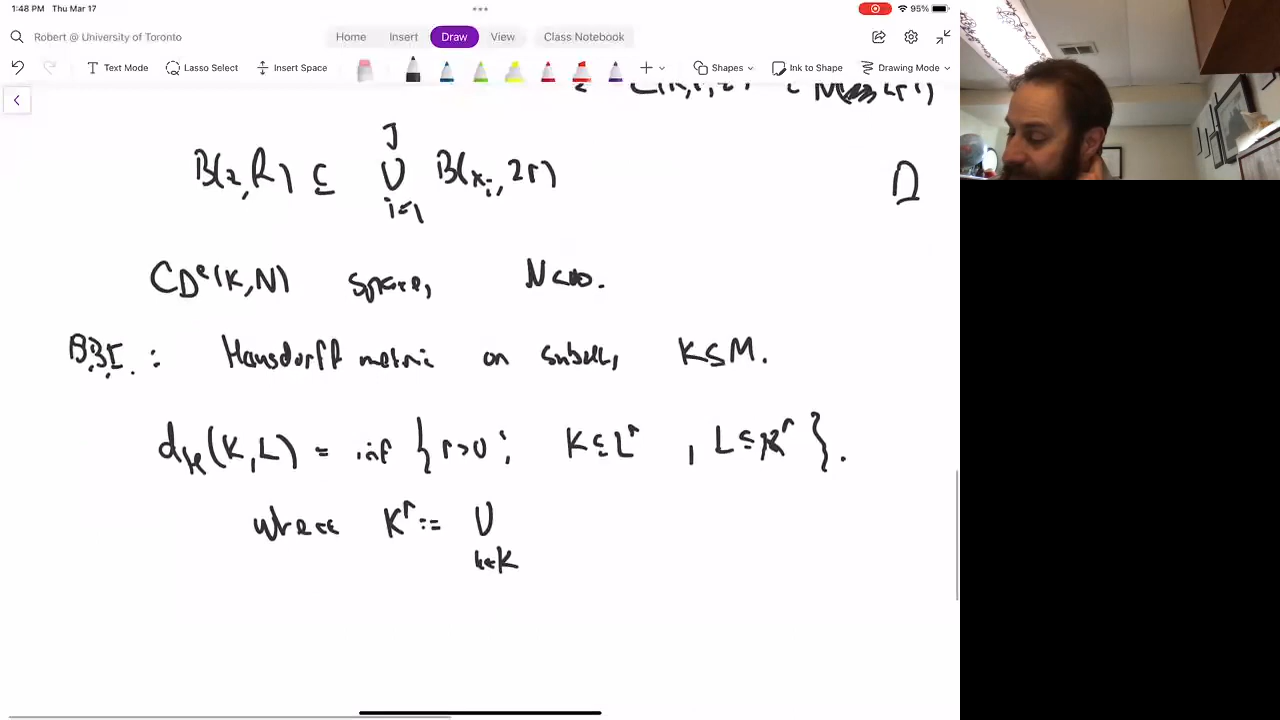 1:48 PM Thu Mar 17
95%
Robert @ University of Toronto
Home Insert Draw View Class Notebook
Text Mode Lasso Select Insert Space Shapes Ink to Shape Drawing Mode
B(z,R) ⊆ ⋃_{i=1}^{J} B(x_i, 2r)
CD^e(K,N) space, N<∞.
BBI : Hausdorff metric on subsets K⊆M.
d_H(K,L) = inf { r>0 ; K⊆L^r , L⊆K^r }.
where K^r := ⋃_{k∈K}